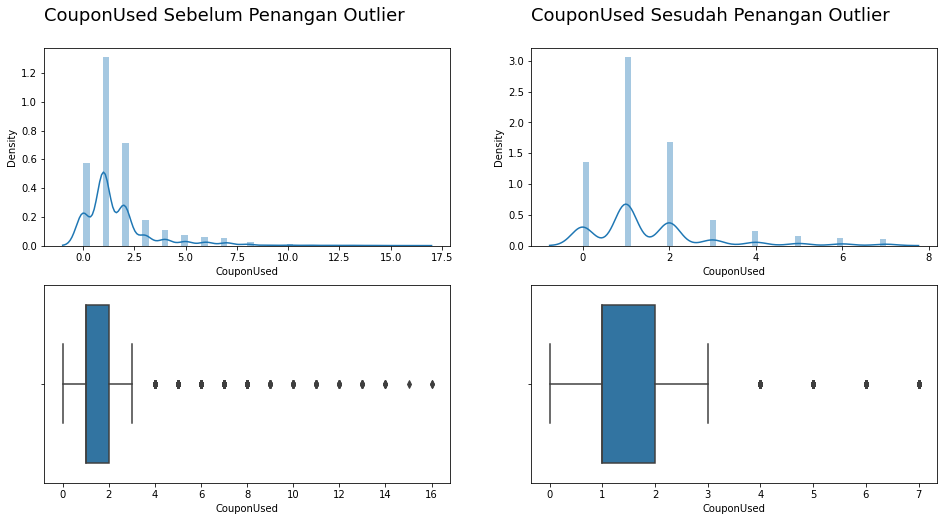 CouponUsed Sebelum Penangan Outlier
CouponUsed Sesudah Penangan Outlier
1.2
1.0
0.8
0.6
0.4
0.2
0.0
Density
0.0 2.5 5.0 7.5 10.0 12.5 15.0 17.5
CouponUsed
3.0
2.5
2.0
1.5
1.0
0.5
0.0
Density
0 2 4 6 8
CouponUsed
0 2 4 6 8 10 12 14 16
CouponUsed
0 1 2 3 4 5 6 7
CouponUsed